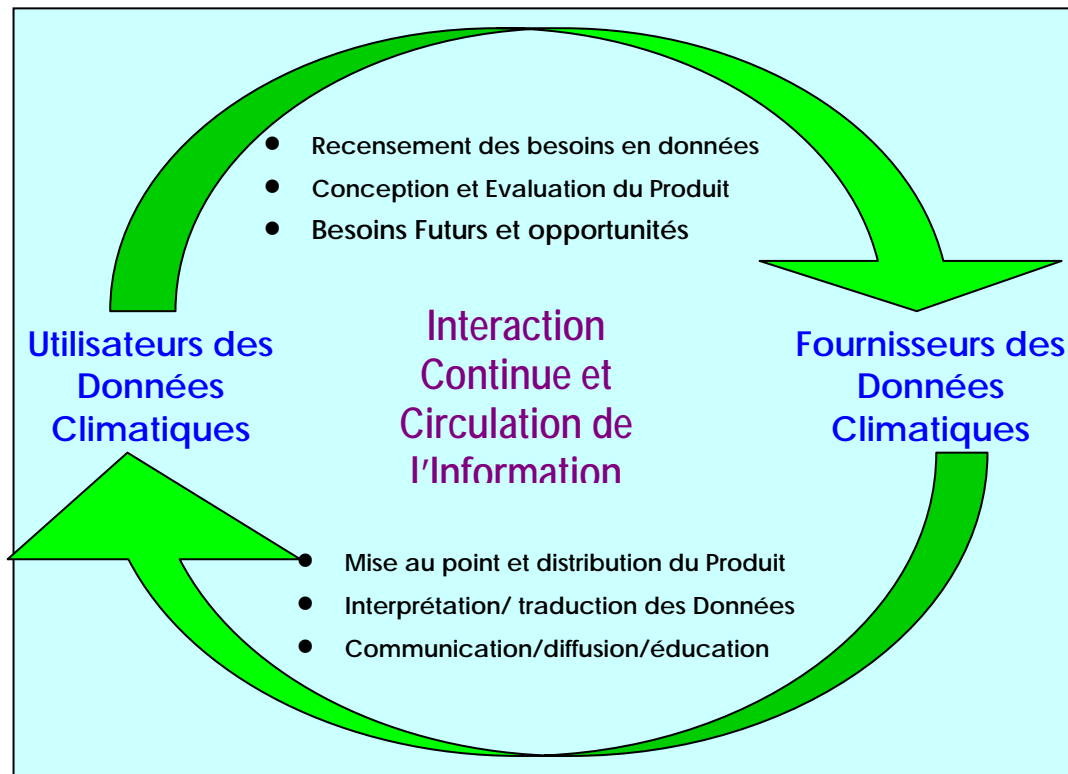 Recensement des besoins en données
Conception et Evaluation du Produit
Besoins Futurs et opportunités
Utilisateurs des
Données
Climatiques
Interaction
Continue et
Circulation de
l'Information
Fournisseurs des
Données
Climatiques
Mise au point et distribution du Produit
Interprétation/ traduction des Données
Communication/diffusion/éducation